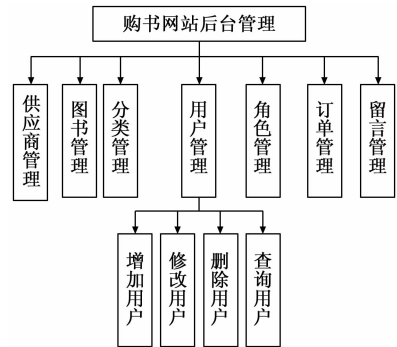 购书网站后台管理
供应商管理
图书管理
分类管理
用户管理
角色管理
订单管理
留言管理
增加用户
修改用户
删除用户
查询用户